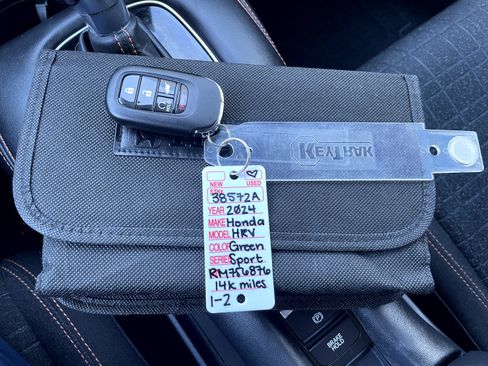 KEYTRAK
NEW USED
STK# 38572A
YEAR 2024
MAKE Honda
MODEL HRV
COLOR Green
SERIES Sport
RM756876
14k miles
1-2
P
BRAKE
HOLD